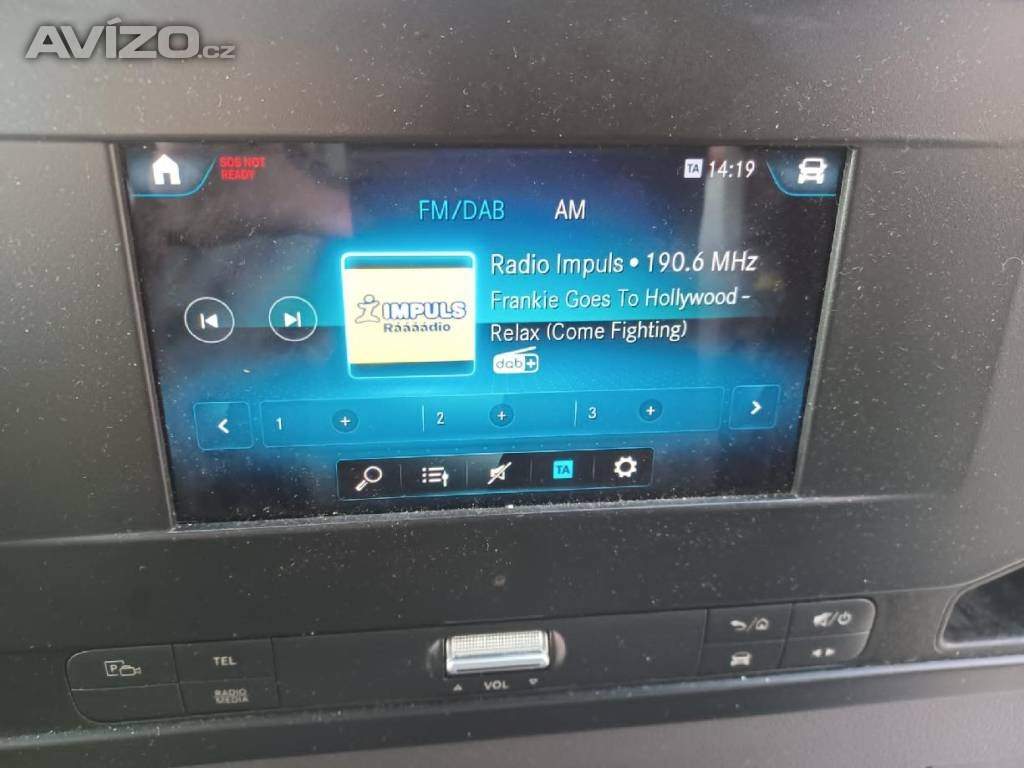 AVÍZO.cz
SOS NOT
READY
TA 14:19
FM/DAB AM
Radio Impuls • 190.6 MHz
Frankie Goes To Hollywood -
Relax (Come Fighting)
IMPULS
Ráááádio
dab+
1 + 2 + 3 +
TA
P
TEL
RADIO
MEDIA
VOL